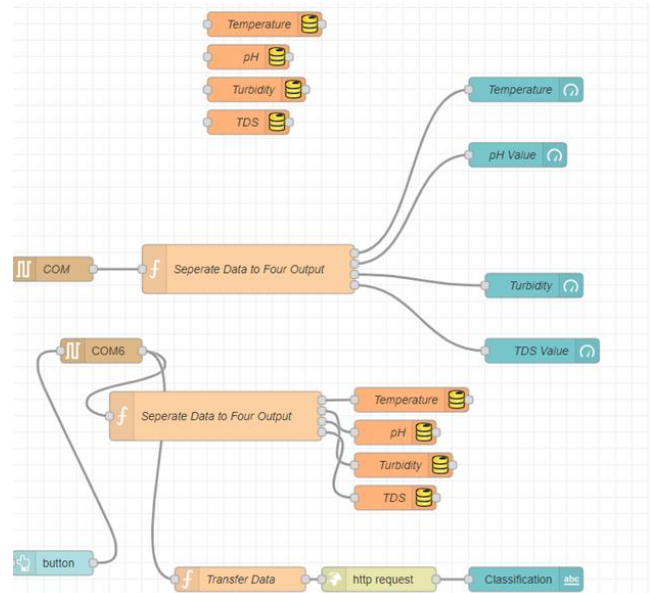 Temperature
pH
Turbidity
TDS
Temperature
pH Value
COM
Seperate Data to Four Output
Turbidity
TDS Value
COM6
Seperate Data to Four Output
Temperature
pH
Turbidity
TDS
button
Transfer Data
http request
Classification abc